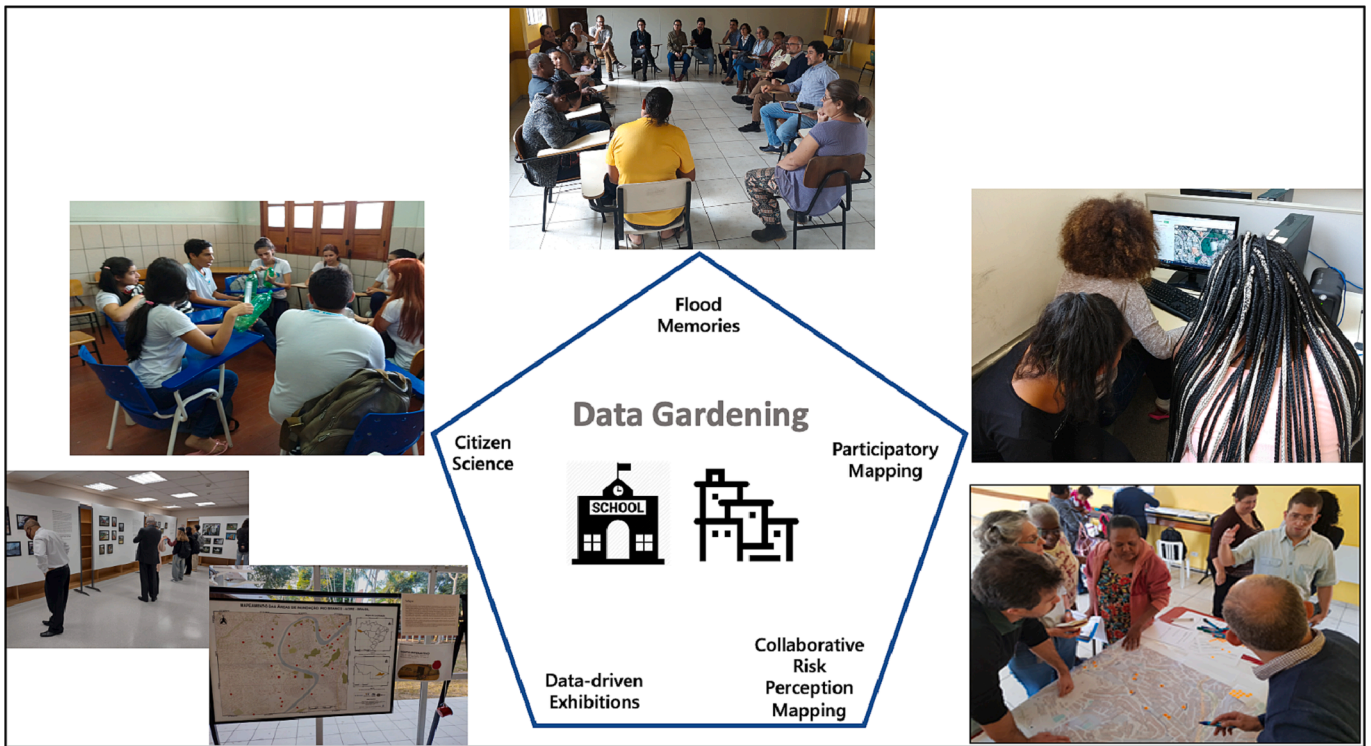 Flood
Memories
Data Gardening
Citizen
Science
Participatory
Mapping
SCHOOL
Data-driven
Exhibitions
Collaborative
Risk
Perception
Mapping